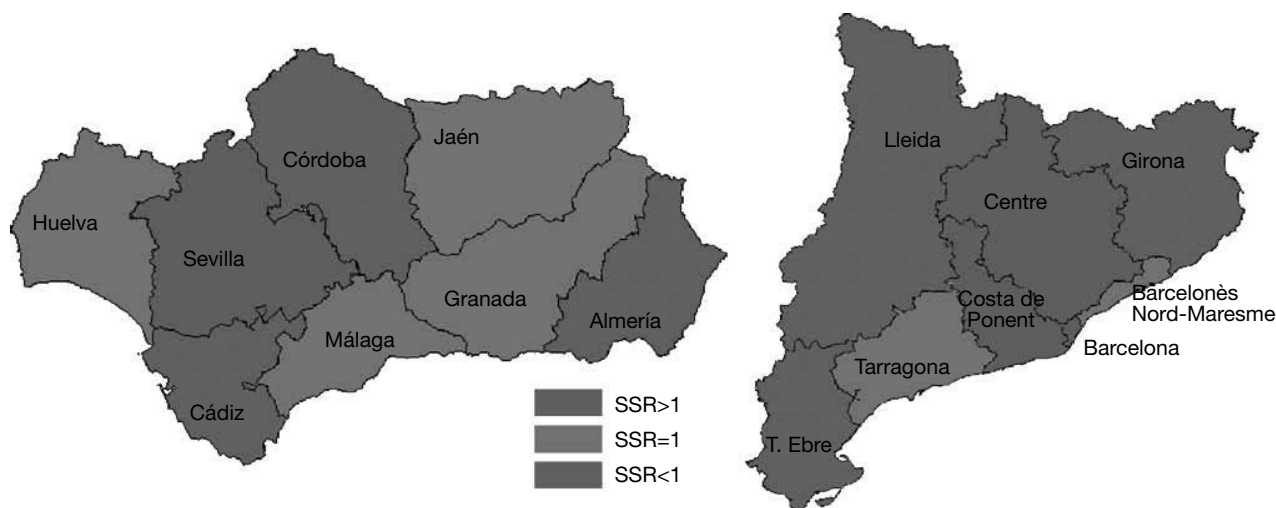 Jaén
Córdoba
Huelva
Sevilla
Granada
Almería
Málaga
Cádiz
SSR>1
SSR=1
SSR<1
Lleida
Girona
Centre
Costa de
Ponent
Barcelonès
Nord-Maresme
Barcelona
Tarragona
T. Ebre